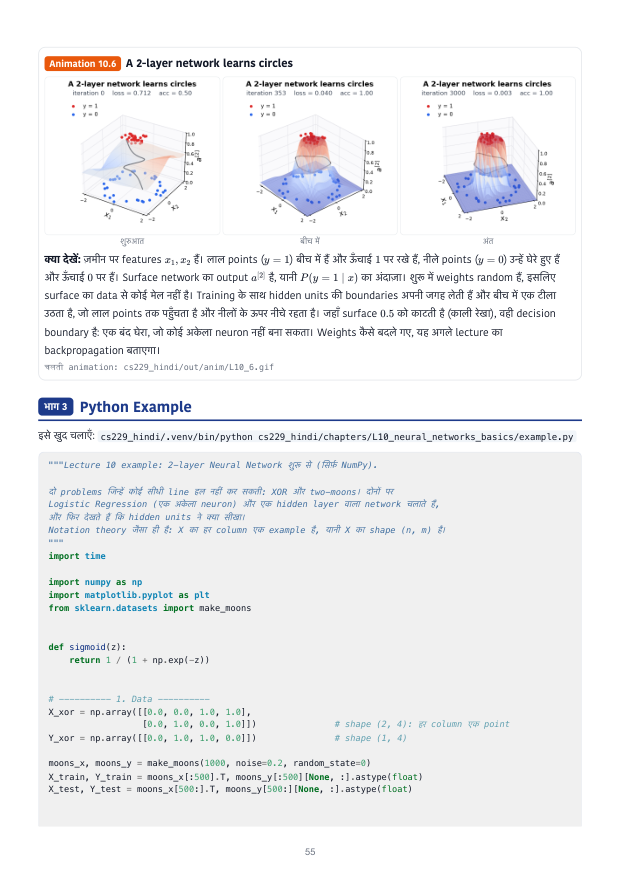 Animation 10.6 A 2-layer network learns circles
A 2-layer network learns circles
iteration 0 loss = 0.712 acc = 0.50
y = 1
y = 0
A 2-layer network learns circles
iteration 353 loss = 0.040 acc = 1.00
y = 1
y = 0
A 2-layer network learns circles
iteration 3000 loss = 0.003 acc = 1.00
y = 1
y = 0
शुरुआत
बीच में
अंत
क्या देखें: जमीन पर features x₁, x₂ हैं। लाल points (y = 1) बीच में हैं और ऊँचाई 1 पर रखे हैं, नीले points (y = 0) उन्हें घेरे हुए हैं
और ऊँचाई 0 पर हैं। Surface network का output a^[2] है, यानी P(y = 1 | x) का अंदाज़ा। शुरू में weights random हैं, इसलिए
surface का data से कोई मेल नहीं है। Training के साथ hidden units की boundaries अपनी जगह लेती हैं और बीच में एक टीला
उठता है, जो लाल points तक पहुँचता है और नीलों के ऊपर नीचे रहता है। जहाँ surface 0.5 को काटती है (काली रेखा), वही decision
boundary है: एक बंद घेरा, जो कोई अकेला neuron नहीं बना सकता। Weights कैसे बदले गए, यह अगले lecture का
backpropagation बताएगा।
चलती animation: cs229_hindi/out/anim/L10_6.gif
भाग 3 Python Example
इसे खुद चलाएँ: cs229_hindi/.venv/bin/python cs229_hindi/chapters/L10_neural_networks_basics/example.py
"""Lecture 10 example: 2-layer Neural Network शुरू से (सिर्फ़ NumPy).
दो problems जिन्हें कोई सीधी line हल नहीं कर सकती: XOR और two-moons। दोनों पर
Logistic Regression (एक अकेला neuron) और एक hidden layer वाला network चलाते हैं,
और फिर देखते हैं कि hidden units ने क्या सीखा।
Notation theory जैसा ही है: X का हर column एक example है, यानी X का shape (n, m) है।
"""
import time
import numpy as np
import matplotlib.pyplot as plt
from sklearn.datasets import make_moons
def sigmoid(z):
    return 1 / (1 + np.exp(-z))
# ---------- 1. Data ----------
X_xor = np.array([[0.0, 0.0, 1.0, 1.0],
                  [0.0, 1.0, 0.0, 1.0]])               # shape (2, 4): हर column एक point
Y_xor = np.array([[0.0, 1.0, 1.0, 0.0]])               # shape (1, 4)
moons_x, moons_y = make_moons(1000, noise=0.2, random_state=0)
X_train, Y_train = moons_x[:500].T, moons_y[:500][None, :].astype(float)
X_test, Y_test = moons_x[500:].T, moons_y[500:][None, :].astype(float)
55